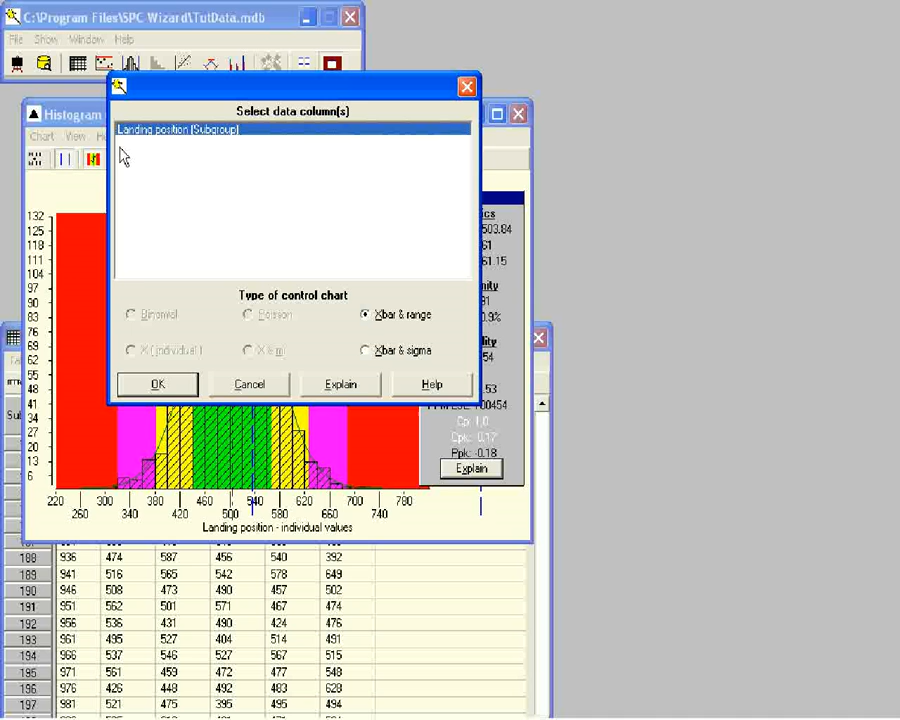 C:\Program Files\SPC Wizard\TutData.mdb
File Show Window Help
Histogram
Chart View H
Select data column(s)
Landing position (Subgroup)
Type of control chart
Binomial Poisson Xbar & range
X (individual) X & mr Xbar & sigma
OK Cancel Explain Help
132
125
118
111
104
97
90
83
76
69
62
55
48
41
34
27
20
13
6
503.84
61
61.15
31
0.9%
54
.53
100454
Cp: 1.0
Cpk: -0.17
Ppk: -0.18
Explain
220 300 380 460 540 620 700 780
260 340 420 500 580 660 740
Landing position - individual values
Sub
188 936 474 587 456 540 392
189 941 516 565 542 578 649
190 946 508 473 490 457 502
191 951 562 501 571 467 474
192 956 536 431 490 424 476
193 961 495 527 404 514 491
194 966 537 546 527 567 515
195 971 561 459 472 477 548
196 976 426 448 492 483 628
197 981 521 475 395 495 494